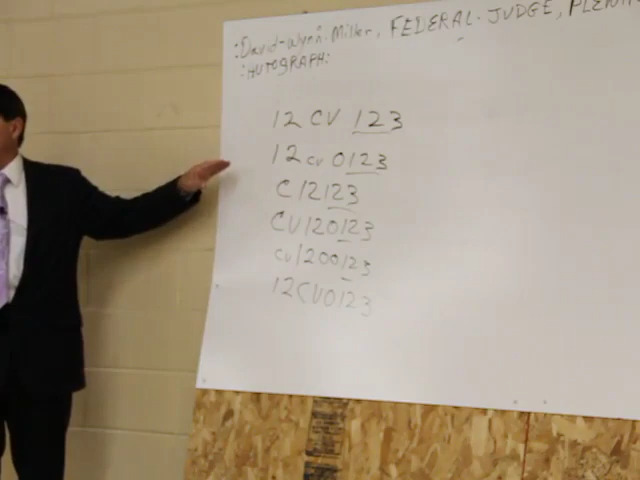 :David-Wynn: Miller, FEDERAL-JUDGE,
:AUTOGRAPH:
12 CV 123
12 cv 0123
C12123
CV120123
cv1200123
12CV0123